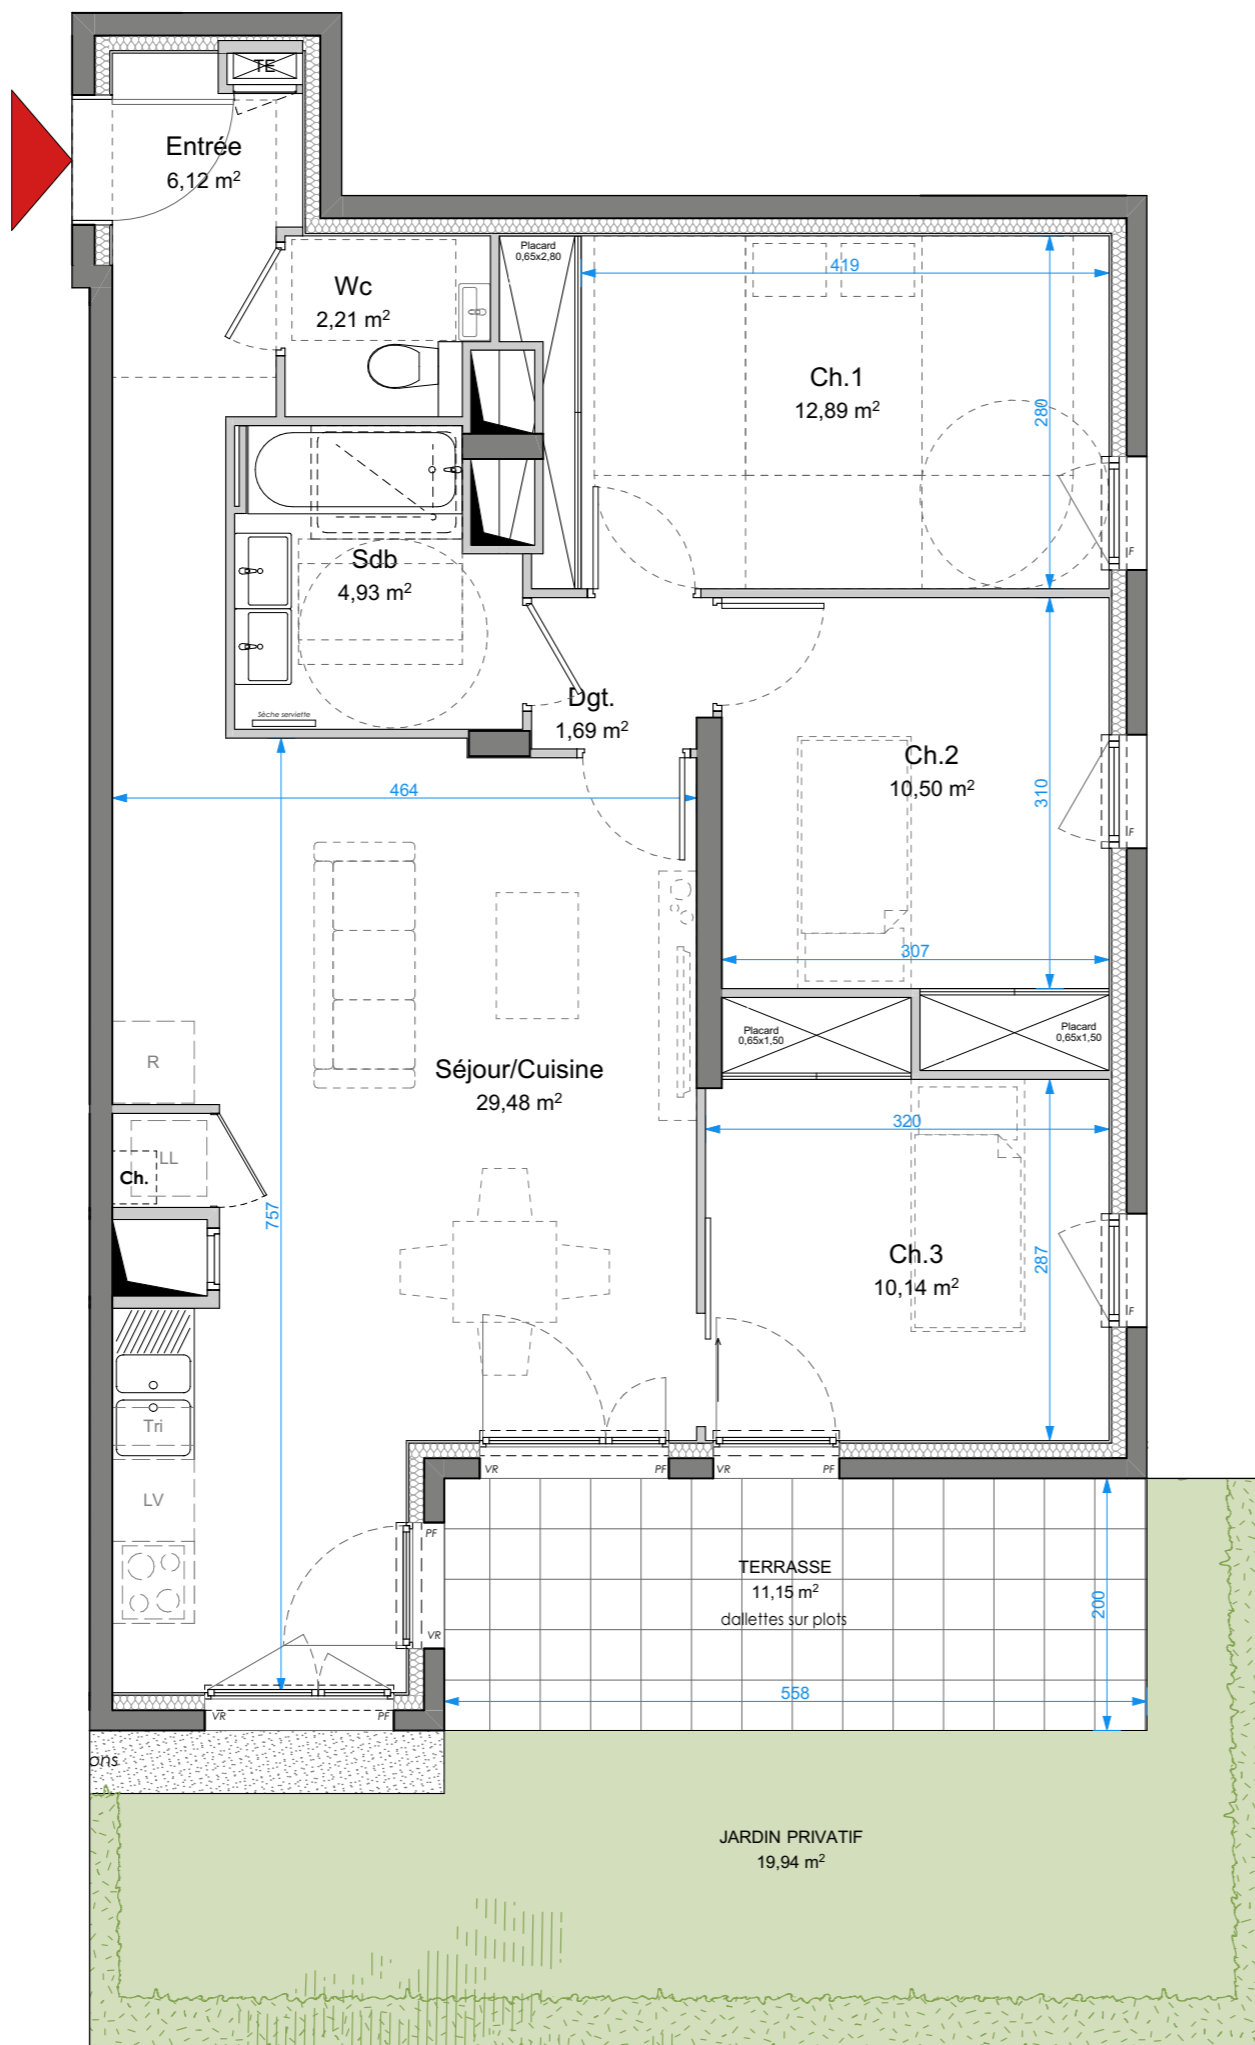 TE
Entrée
6,12 m²
Placard
0,65x2,80
419
Wc
2,21 m²
Ch.1
12,89 m²
280
F
Sdb
4,93 m²
Sèche serviette
Dgt.
1,69 m²
464
Ch.2
10,50 m²
310
F
307
Placard
0,65x1,50
Placard
0,65x1,50
R
Séjour/Cuisine
29,48 m²
320
LL
Ch.
757
Ch.3
10,14 m²
287
F
Tri
VR
PF
VR
PF
LV
PF
TERRASSE
11,15 m²
dallettes sur plots
200
VR
558
VR
PF
ons
JARDIN PRIVATIF
19,94 m²